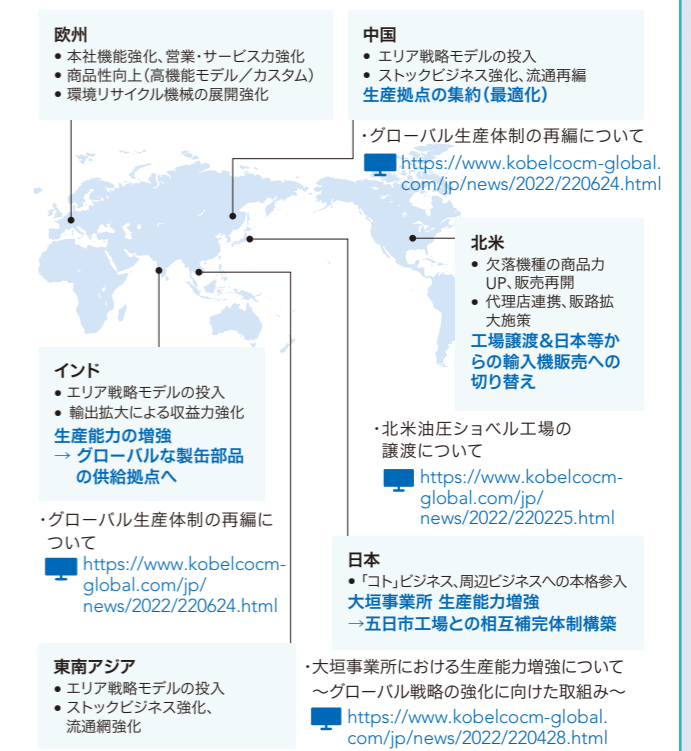 欧州
● 本社機能強化、営業・サービス力強化
● 商品性向上（高機能モデル／カスタム）
● 環境リサイクル機械の展開強化
中国
● エリア戦略モデルの投入
● ストックビジネス強化、流通再編
生産拠点の集約（最適化）
・グローバル生産体制の再編について
https://www.kobelcocm-global.
com/jp/news/2022/220624.html
北米
● 欠落機種の商品力
UP、販売再開
● 代理店連携、販路拡
大施策
工場譲渡&日本等か
らの輸入機販売への
切り替え
・北米油圧ショベル工場の
譲渡について
https://www.kobelcocm-
global.com/jp/
news/2022/220225.html
インド
● エリア戦略モデルの投入
● 輸出拡大による収益力強化
生産能力の増強
→ グローバルな製缶部品
の供給拠点へ
・グローバル生産体制の再編に
ついて
https://www.kobelcocm-
global.com/jp/
news/2022/220624.html
日本
● 「コト」ビジネス、周辺ビジネスへの本格参入
大垣事業所 生産能力増強
→五日市工場との相互補完体制構築
・大垣事業所における生産能力増強について
～グローバル戦略の強化に向けた取組み～
https://www.kobelcocm-global.
com/jp/news/2022/220428.html
東南アジア
● エリア戦略モデルの投入
● ストックビジネス強化、
流通網強化